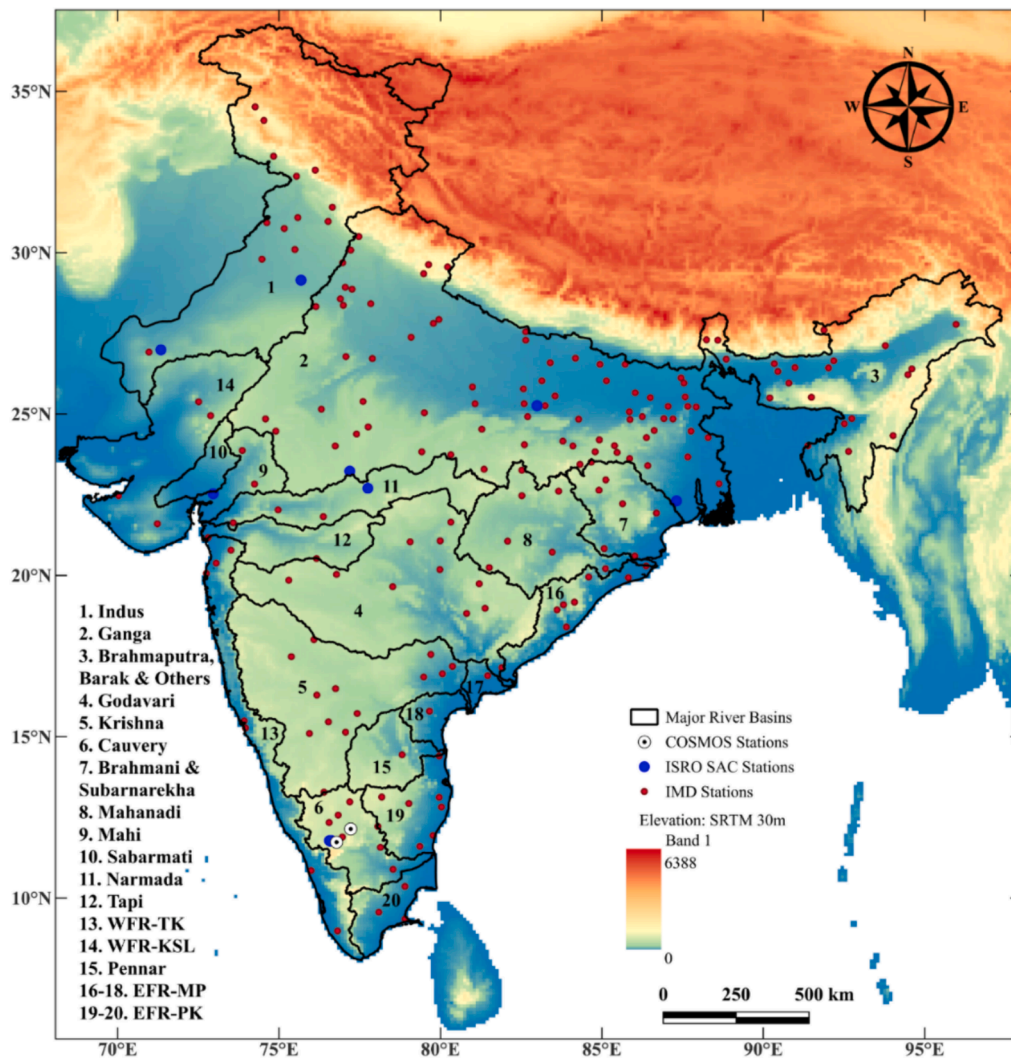 N
W E
S
35°N
30°N
25°N
20°N
15°N
10°N
1
2
3
14
10
9
11
12
7
8
4
16
5
17
18
13
15
6
19
20
1. Indus
2. Ganga
3. Brahmaputra,
Barak & Others
4. Godavari
5. Krishna
6. Cauvery
7. Brahmani &
Subarnarekha
8. Mahanadi
9. Mahi
10. Sabarmati
11. Narmada
12. Tapi
13. WFR-TK
14. WFR-KSL
15. Pennar
16-18. EFR-MP
19-20. EFR-PK
Major River Basins
COSMOS Stations
ISRO SAC Stations
IMD Stations
Elevation: SRTM 30m
Band 1
6388
0
0 250 500 km
70°E 75°E 80°E 85°E 90°E 95°E